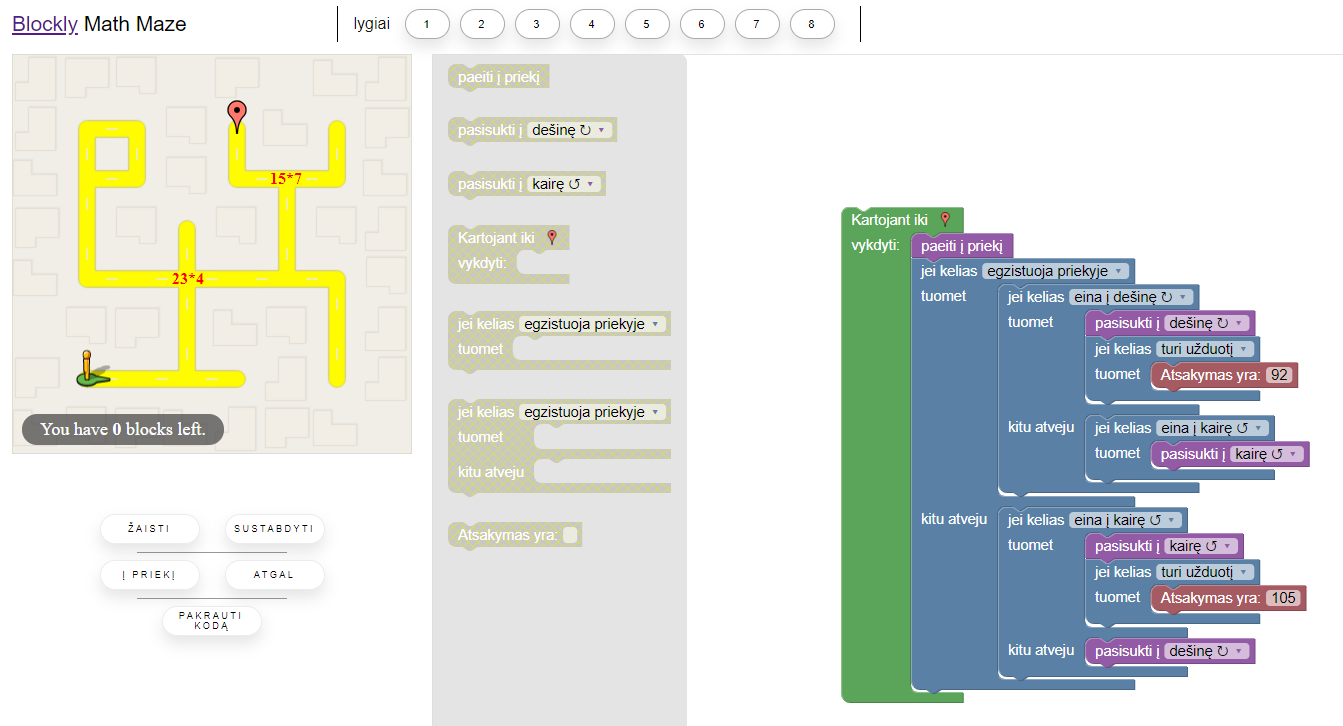 Blockly Math Maze
lygiai 1 2 3 4 5 6 7 8
15*7
23*4
You have 0 blocks left.
ŽAISTI SUSTABDYTI
Į PRIEKĮ ATGAL
PAKRAUTI
KODĄ
paeiti į priekį
pasisukti į dešinę ↻ ▾
pasisukti į kairę ↺ ▾
Kartojant iki
vykdyti:
jei kelias egzistuoja priekyje ▾
tuomet
jei kelias egzistuoja priekyje ▾
tuomet
kitu atveju
Atsakymas yra:
Kartojant iki
vykdyti: paeiti į priekį
jei kelias egzistuoja priekyje ▾
tuomet jei kelias eina į dešinę ↻ ▾
tuomet pasisukti į dešinę ↻ ▾
jei kelias turi užduotį ▾
tuomet Atsakymas yra: 92
kitu atveju jei kelias eina į kairę ↺ ▾
tuomet pasisukti į kairę ↺ ▾
kitu atveju jei kelias eina į kairę ↺ ▾
tuomet pasisukti į kairę ↺ ▾
jei kelias turi užduotį ▾
tuomet Atsakymas yra: 105
kitu atveju pasisukti į dešinę ↻ ▾